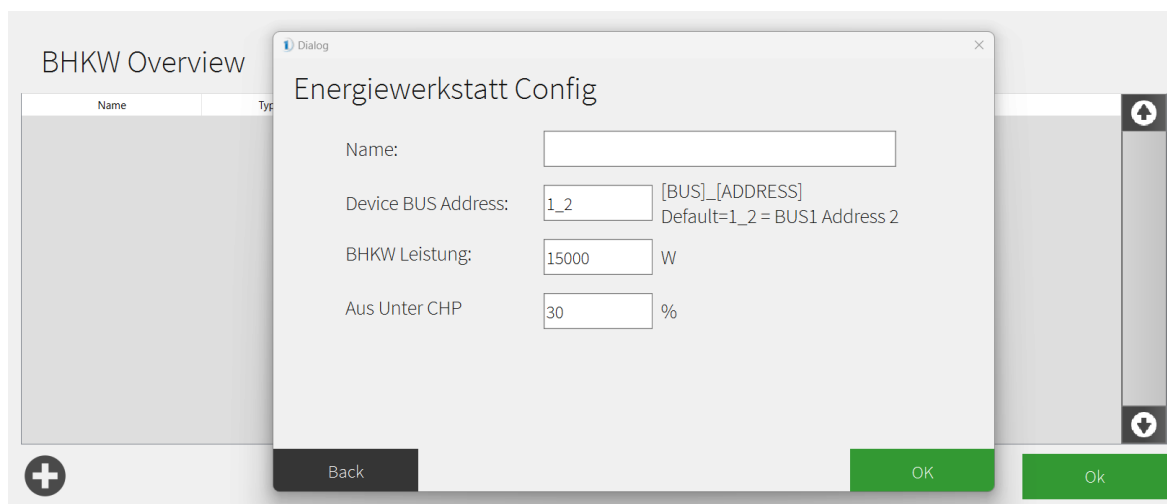 Dialog
BHKW Overview
Energiewerkstatt Config
Name
Typ
Name:
Device BUS Address:
1_2
[BUS]_[ADDRESS]
Default=1_2 = BUS1 Address 2
BHKW Leistung:
15000
W
Aus Unter CHP
30
%
Back
OK
Ok